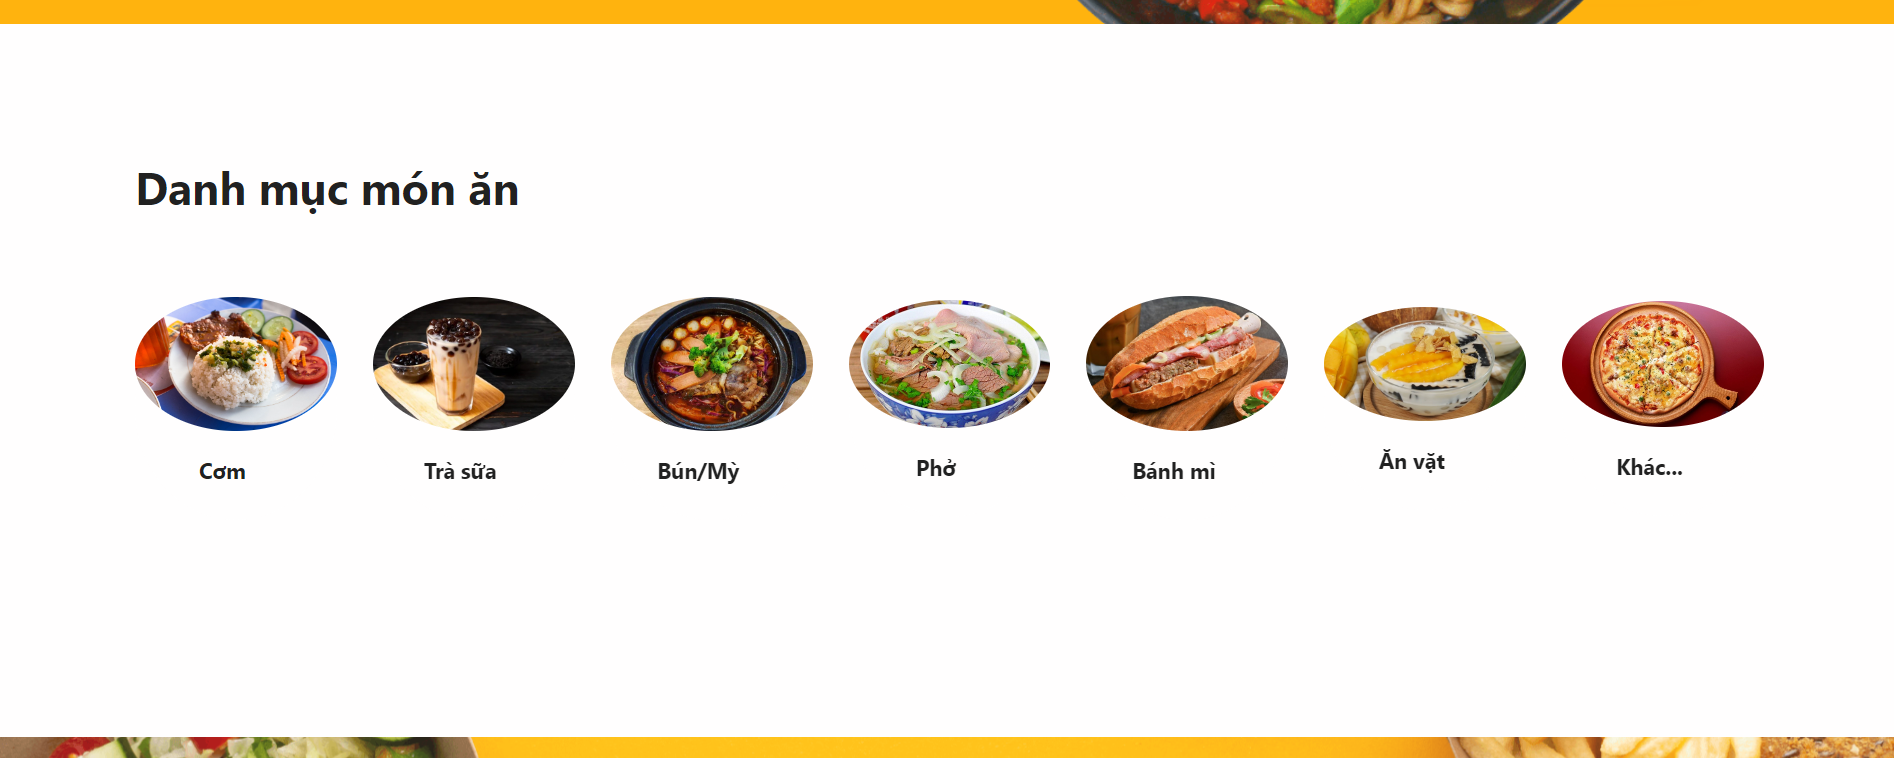 Danh mục món ăn
Cơm
Trà sữa
Bún/Mỳ
Phở
Bánh mì
Ăn vặt
Khác...